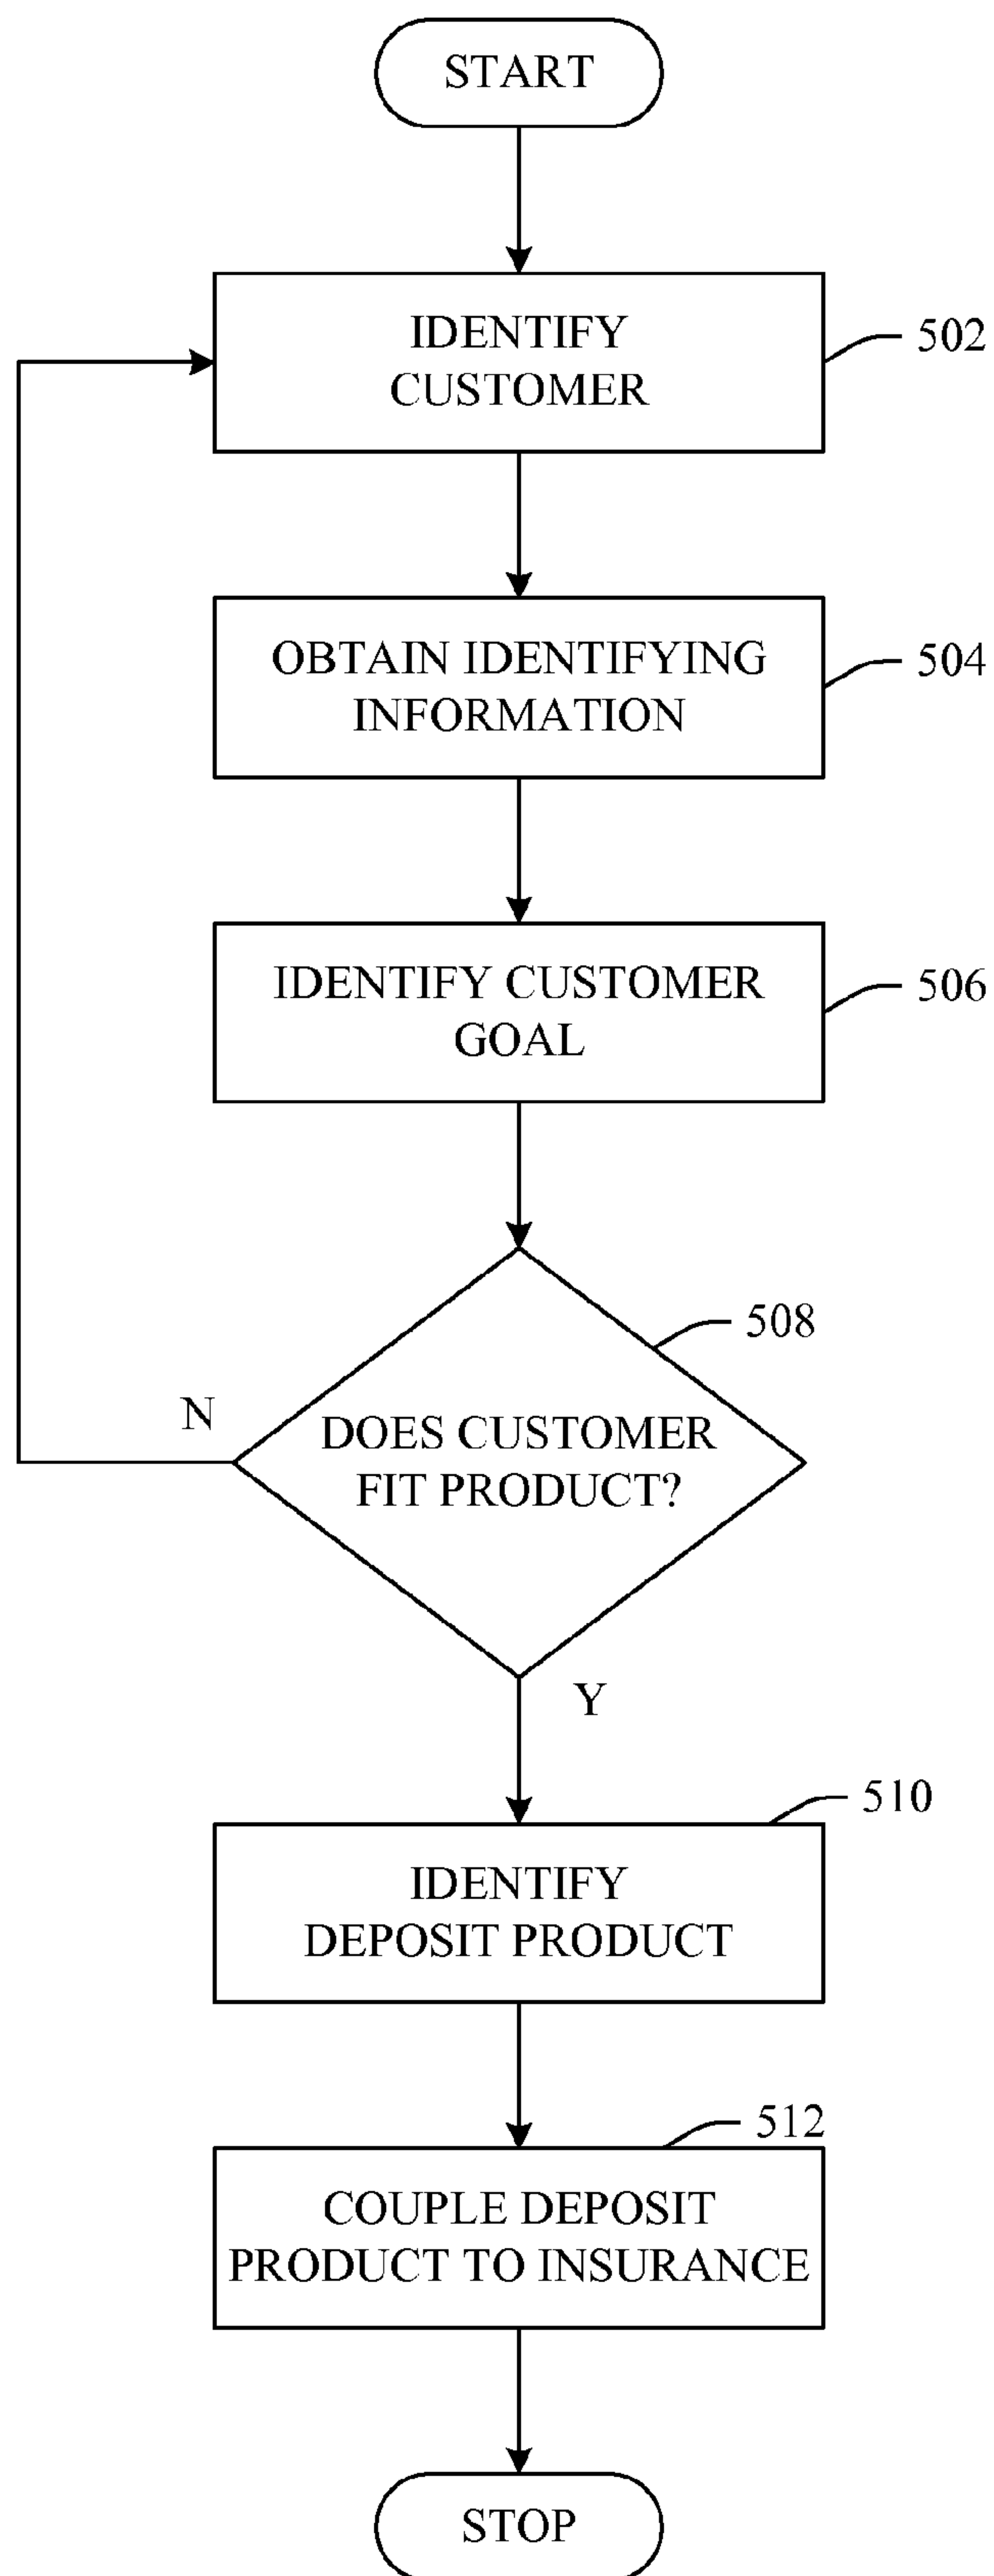 START
IDENTIFY
CUSTOMER
502
OBTAIN IDENTIFYING
INFORMATION
504
IDENTIFY CUSTOMER
GOAL
506
508
DOES CUSTOMER
FIT PRODUCT?
N
Y
510
IDENTIFY
DEPOSIT PRODUCT
512
COUPLE DEPOSIT
PRODUCT TO INSURANCE
STOP